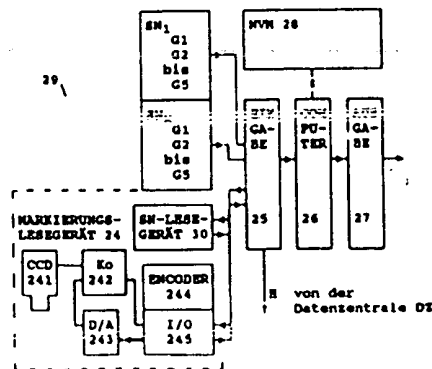 SN1
G1
G2
bis
G5
NVM 28
29
G1
G2
bis
G5
GA-
BE
25
PU-
TER
26
GABE
27
MARKIERUNGS-
LESEGERÄT 24
SN-LESE-
GERÄT 30
CCD
241
Ko
242
ENCODER
244
D/A
243
I/O
245
H von der
Datenzentrale DZ